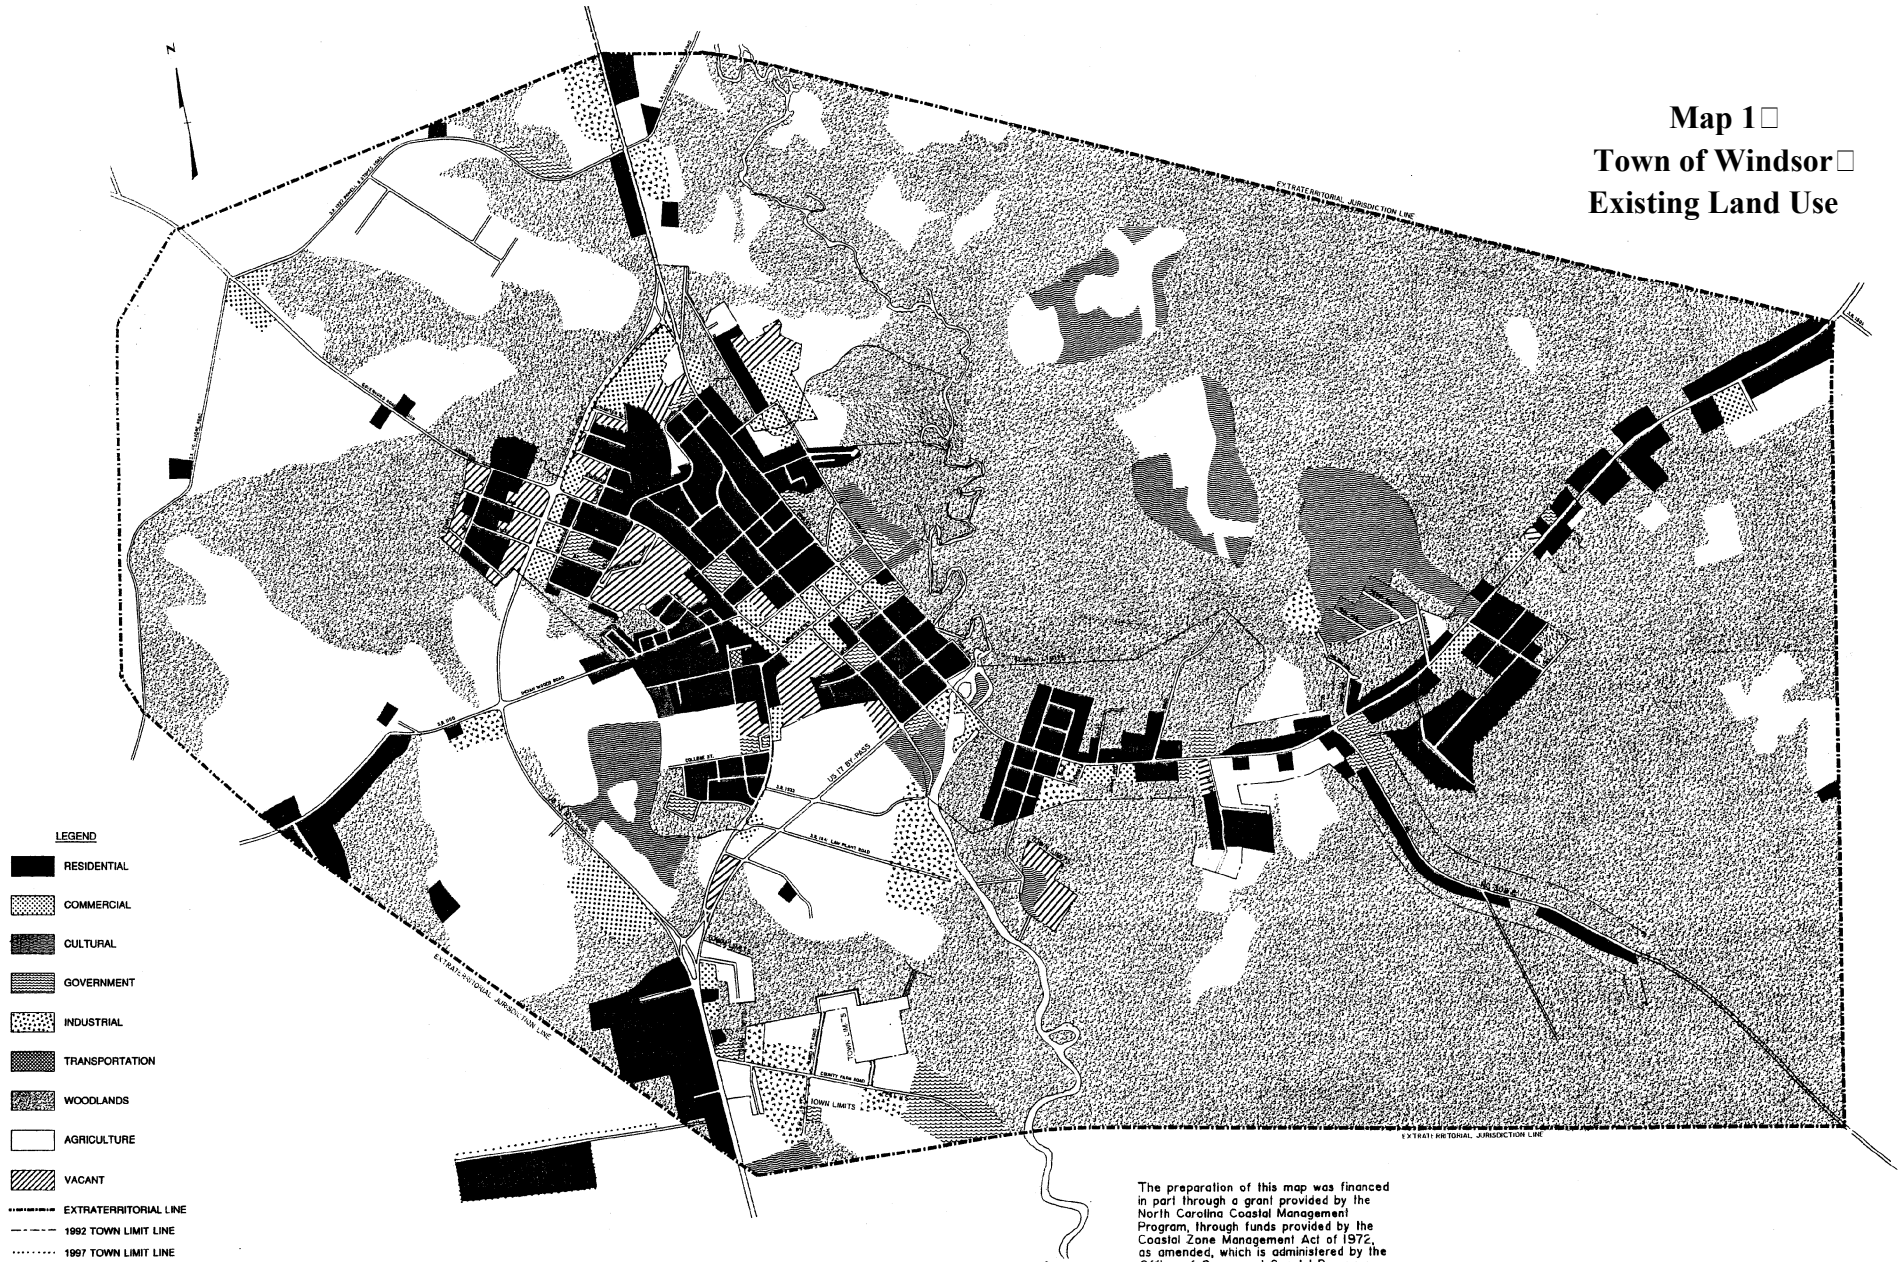 N
Map 1□
Town of Windsor□
Existing Land Use
EXTRATERRITORIAL JURISDICTION LINE
US 17 BY PASS
COLLEGE ST.
S.R. 1100
TOWN LIMITS
COUNTY FARM ROAD
TOWN LIMITS
EXTRATERRITORIAL JURISDICTION LINE
EXTRATERRITORIAL JURISDICTION LINE
LEGEND
RESIDENTIAL
COMMERCIAL
CULTURAL
GOVERNMENT
INDUSTRIAL
TRANSPORTATION
WOODLANDS
AGRICULTURE
VACANT
EXTRATERRITORIAL LINE
1992 TOWN LIMIT LINE
1997 TOWN LIMIT LINE
The preparation of this map was financed
in part through a grant provided by the
North Carolina Coastal Management
Program, through funds provided by the
Coastal Zone Management Act of 1972,
as amended, which is administered by the